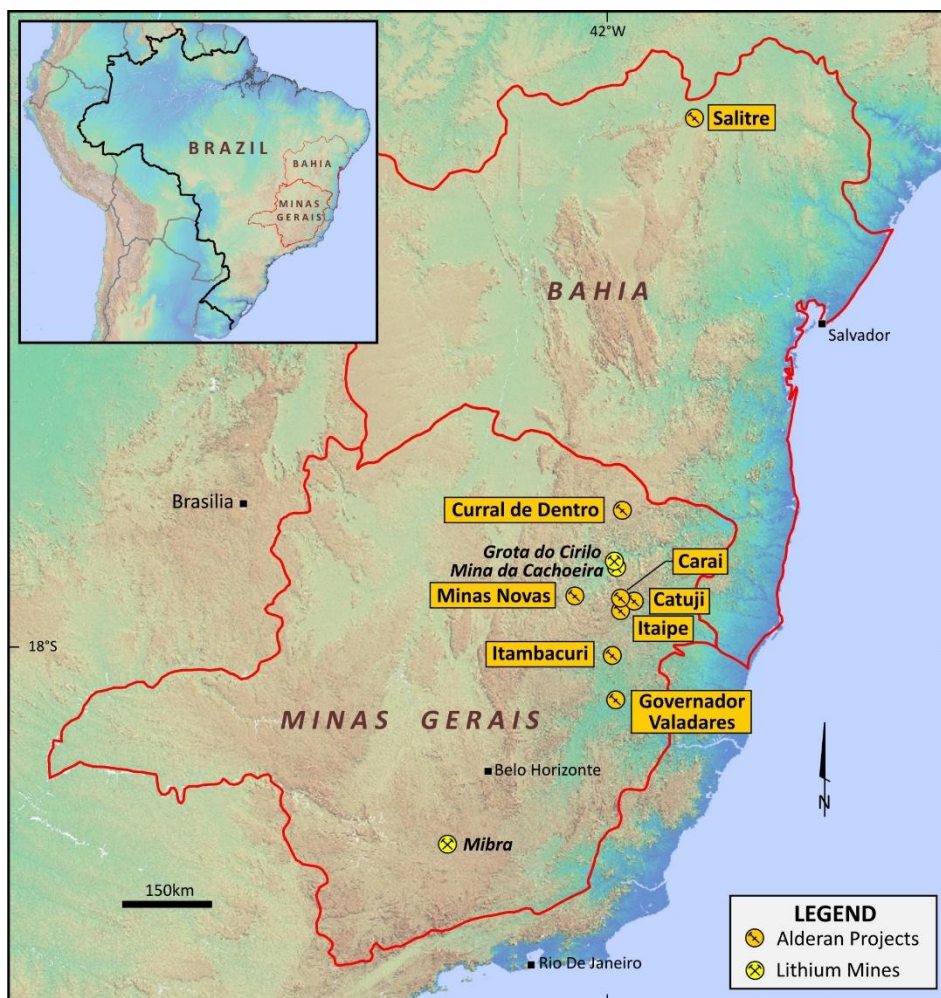 42°W
BRAZIL
BAHIA
MINAS
GERAIS
Salitre
BAHIA
Salvador
Brasilia
Curral de Dentro
Grota do Cirilo
Mina da Cachoeira
Carai
Minas Novas
Catuji
Itaipe
18°S
Itambacuri
MINAS GERAIS
Governador
Valadares
Belo Horizonte
N
Mibra
150km
LEGEND
Alderan Projects
Lithium Mines
Rio De Janeiro